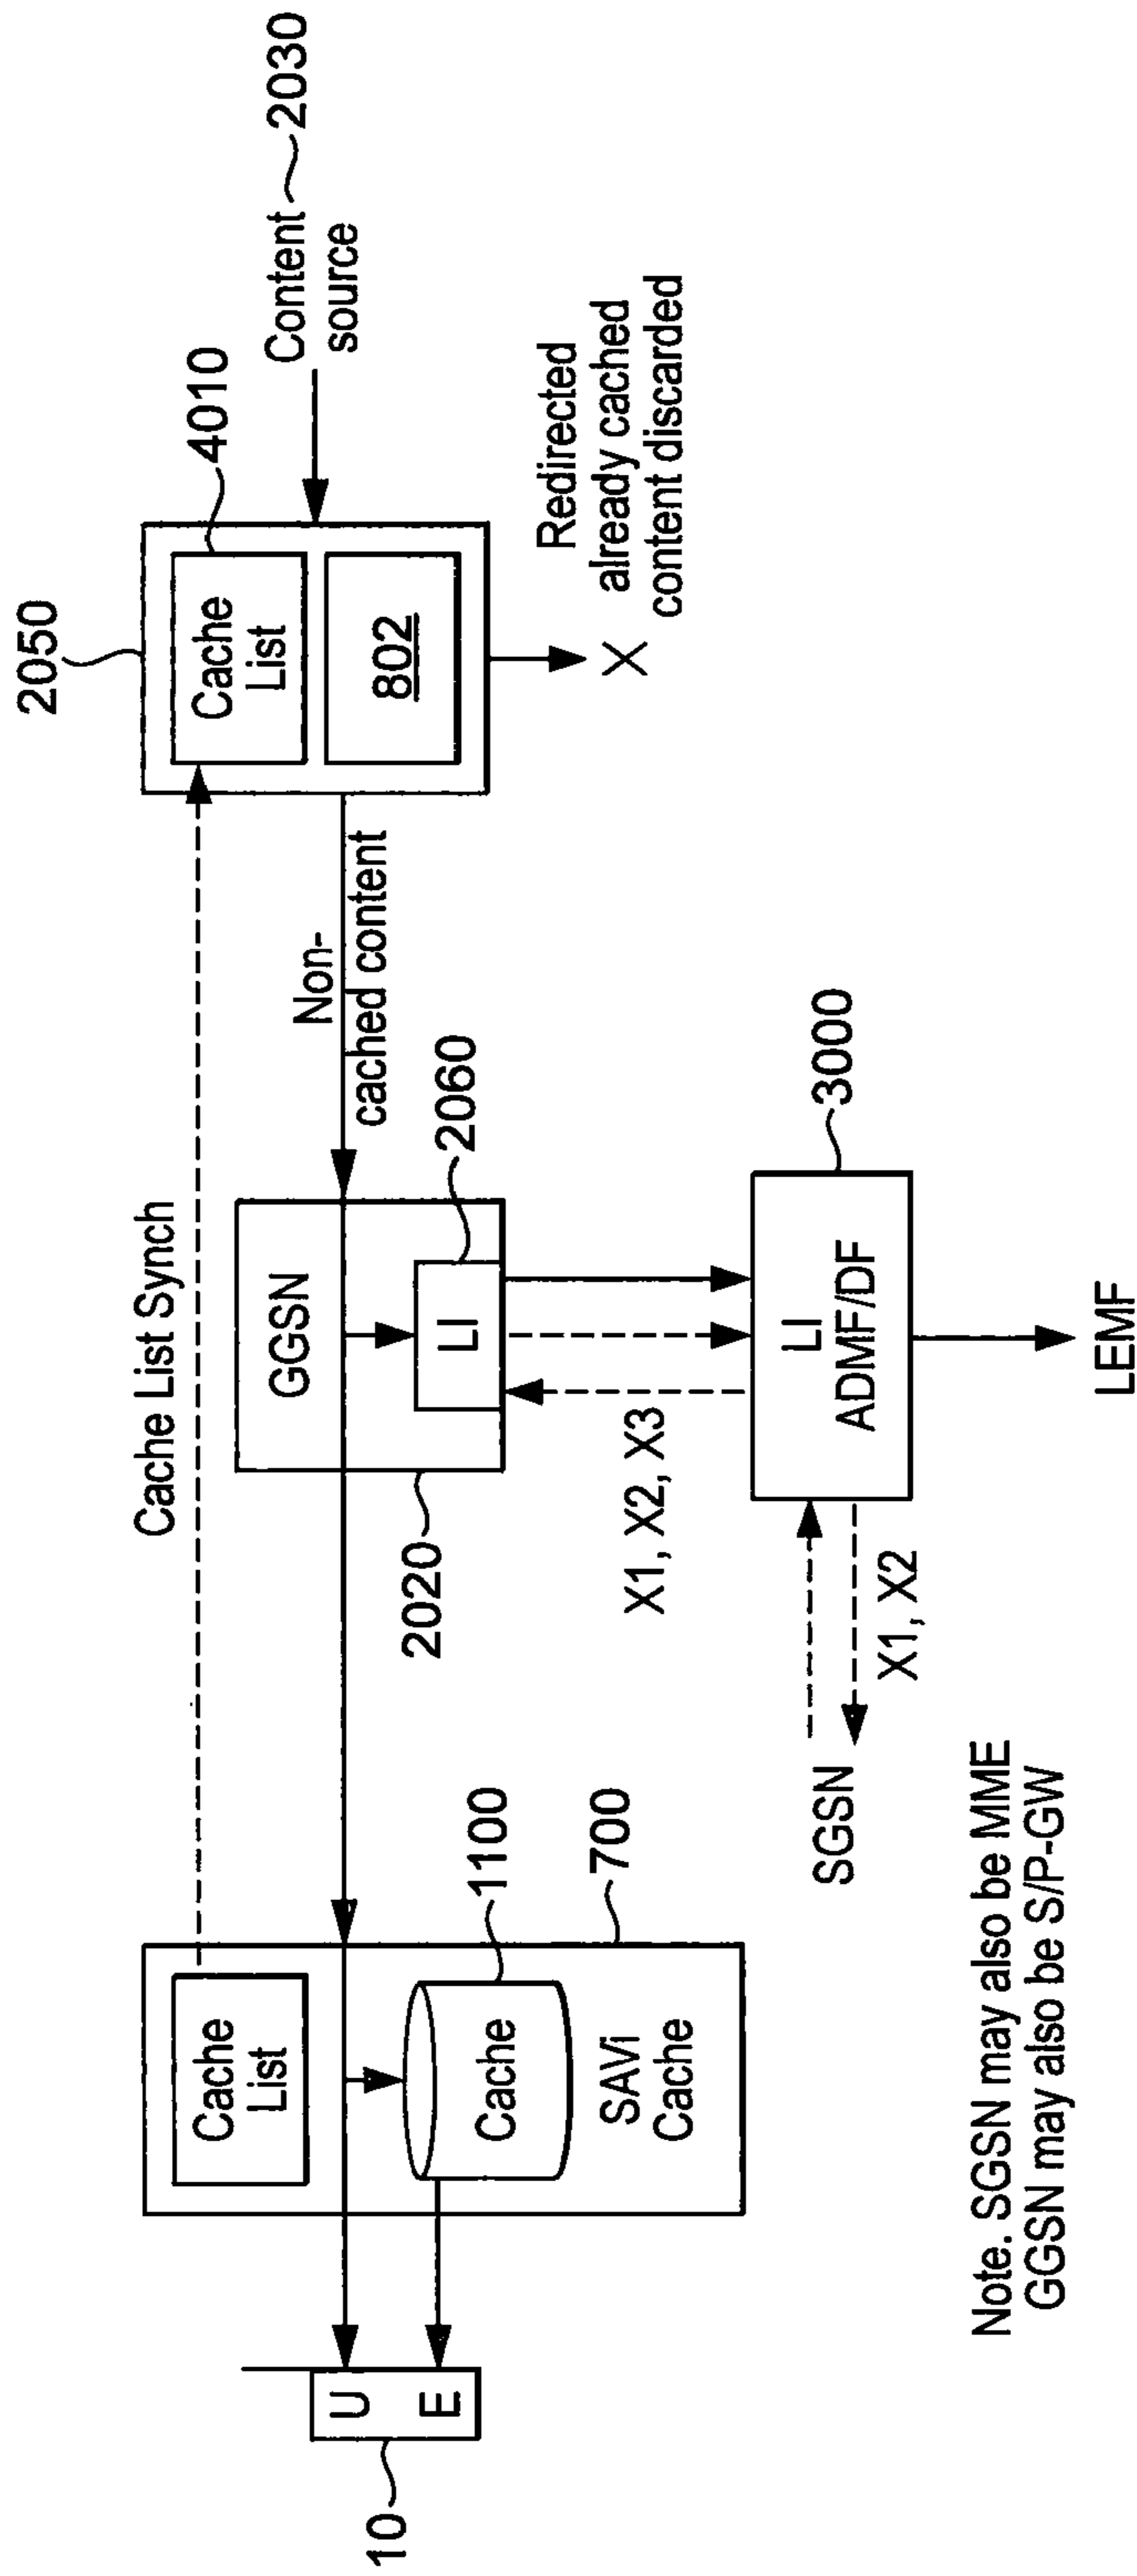 10
U
E
Cache
List
Cache
SAVi
Cache
1100
700
Cache List Synch
GGSN
LI
2020
2060
X1, X2, X3
LI
ADMF/DF
3000
SGSN
X1, X2
LEMF
Non-
cached content
2050
Cache
List
802
4010
Content
source
2030
X
Redirected
already cached
content discarded
Note. SGSN may also be MME
GGSN may also be S/P-GW